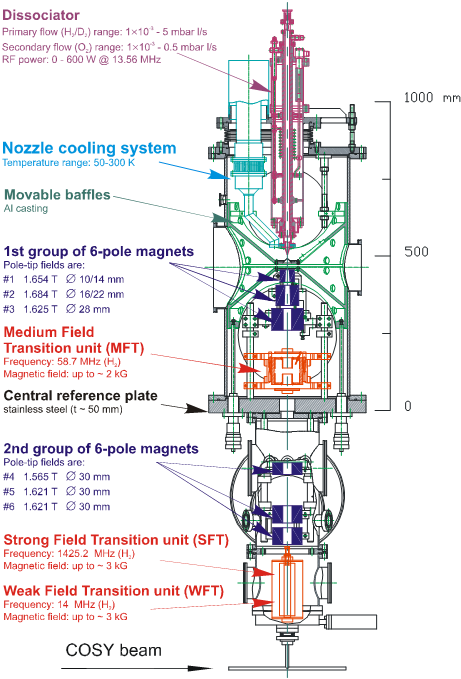 Dissociator
Primary flow (H₂/D₂) range: 1×10⁻³ - 5 mbar l/s
Secondary flow (O₂) range: 1×10⁻³ - 0.5 mbar l/s
RF power: 0 - 600 W @ 13.56 MHz
1000 mm
Nozzle cooling system
Temperature range: 50-300 K
Movable baffles
Al casting
1st group of 6-pole magnets
Pole-tip fields are:
500
#1 1.654 T ∅ 10/14 mm
#2 1.684 T ∅ 16/22 mm
#3 1.625 T ∅ 28 mm
Medium Field
Transition unit (MFT)
Frequency: 58.7 MHz (H₂)
Magnetic field: up to ~ 2 kG
Central reference plate
stainless steel (t ~ 50 mm)
0
2nd group of 6-pole magnets
Pole-tip fields are:
#4 1.565 T ∅ 30 mm
#5 1.621 T ∅ 30 mm
#6 1.621 T ∅ 30 mm
Strong Field Transition unit (SFT)
Frequency: 1425.2 MHz (H₂)
Magnetic field: up to ~ 3 kG
Weak Field Transition unit (WFT)
Frequency: 14 MHz (H₂)
Magnetic field: up to ~ 3 kG
COSY beam